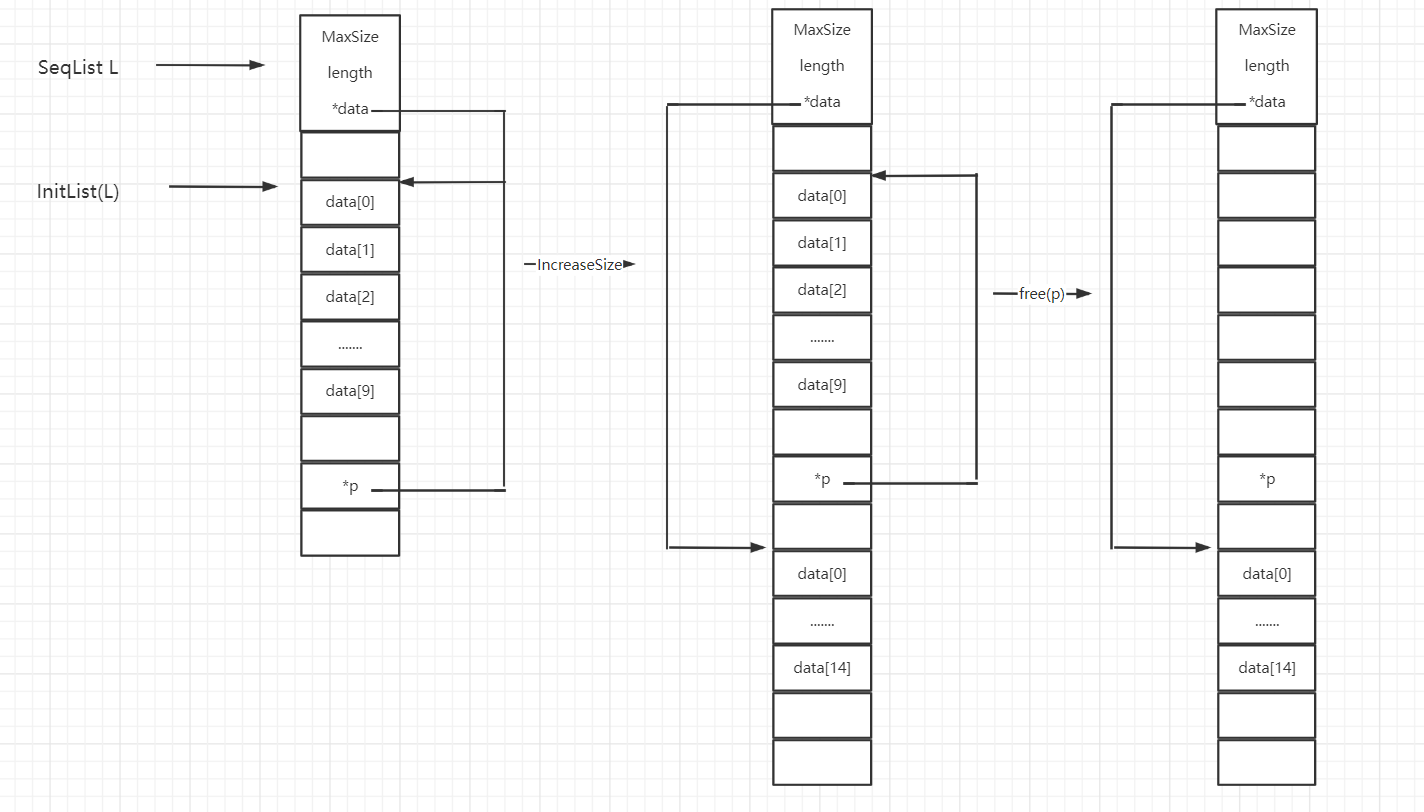 SeqList L
InitList(L)
MaxSize
length
*data
data[0]
data[1]
data[2]
.......
data[9]
*p
IncreaseSize
MaxSize
length
*data
data[0]
data[1]
data[2]
.......
data[9]
*p
data[0]
.......
data[14]
free(p)
MaxSize
length
*data
*p
data[0]
.......
data[14]